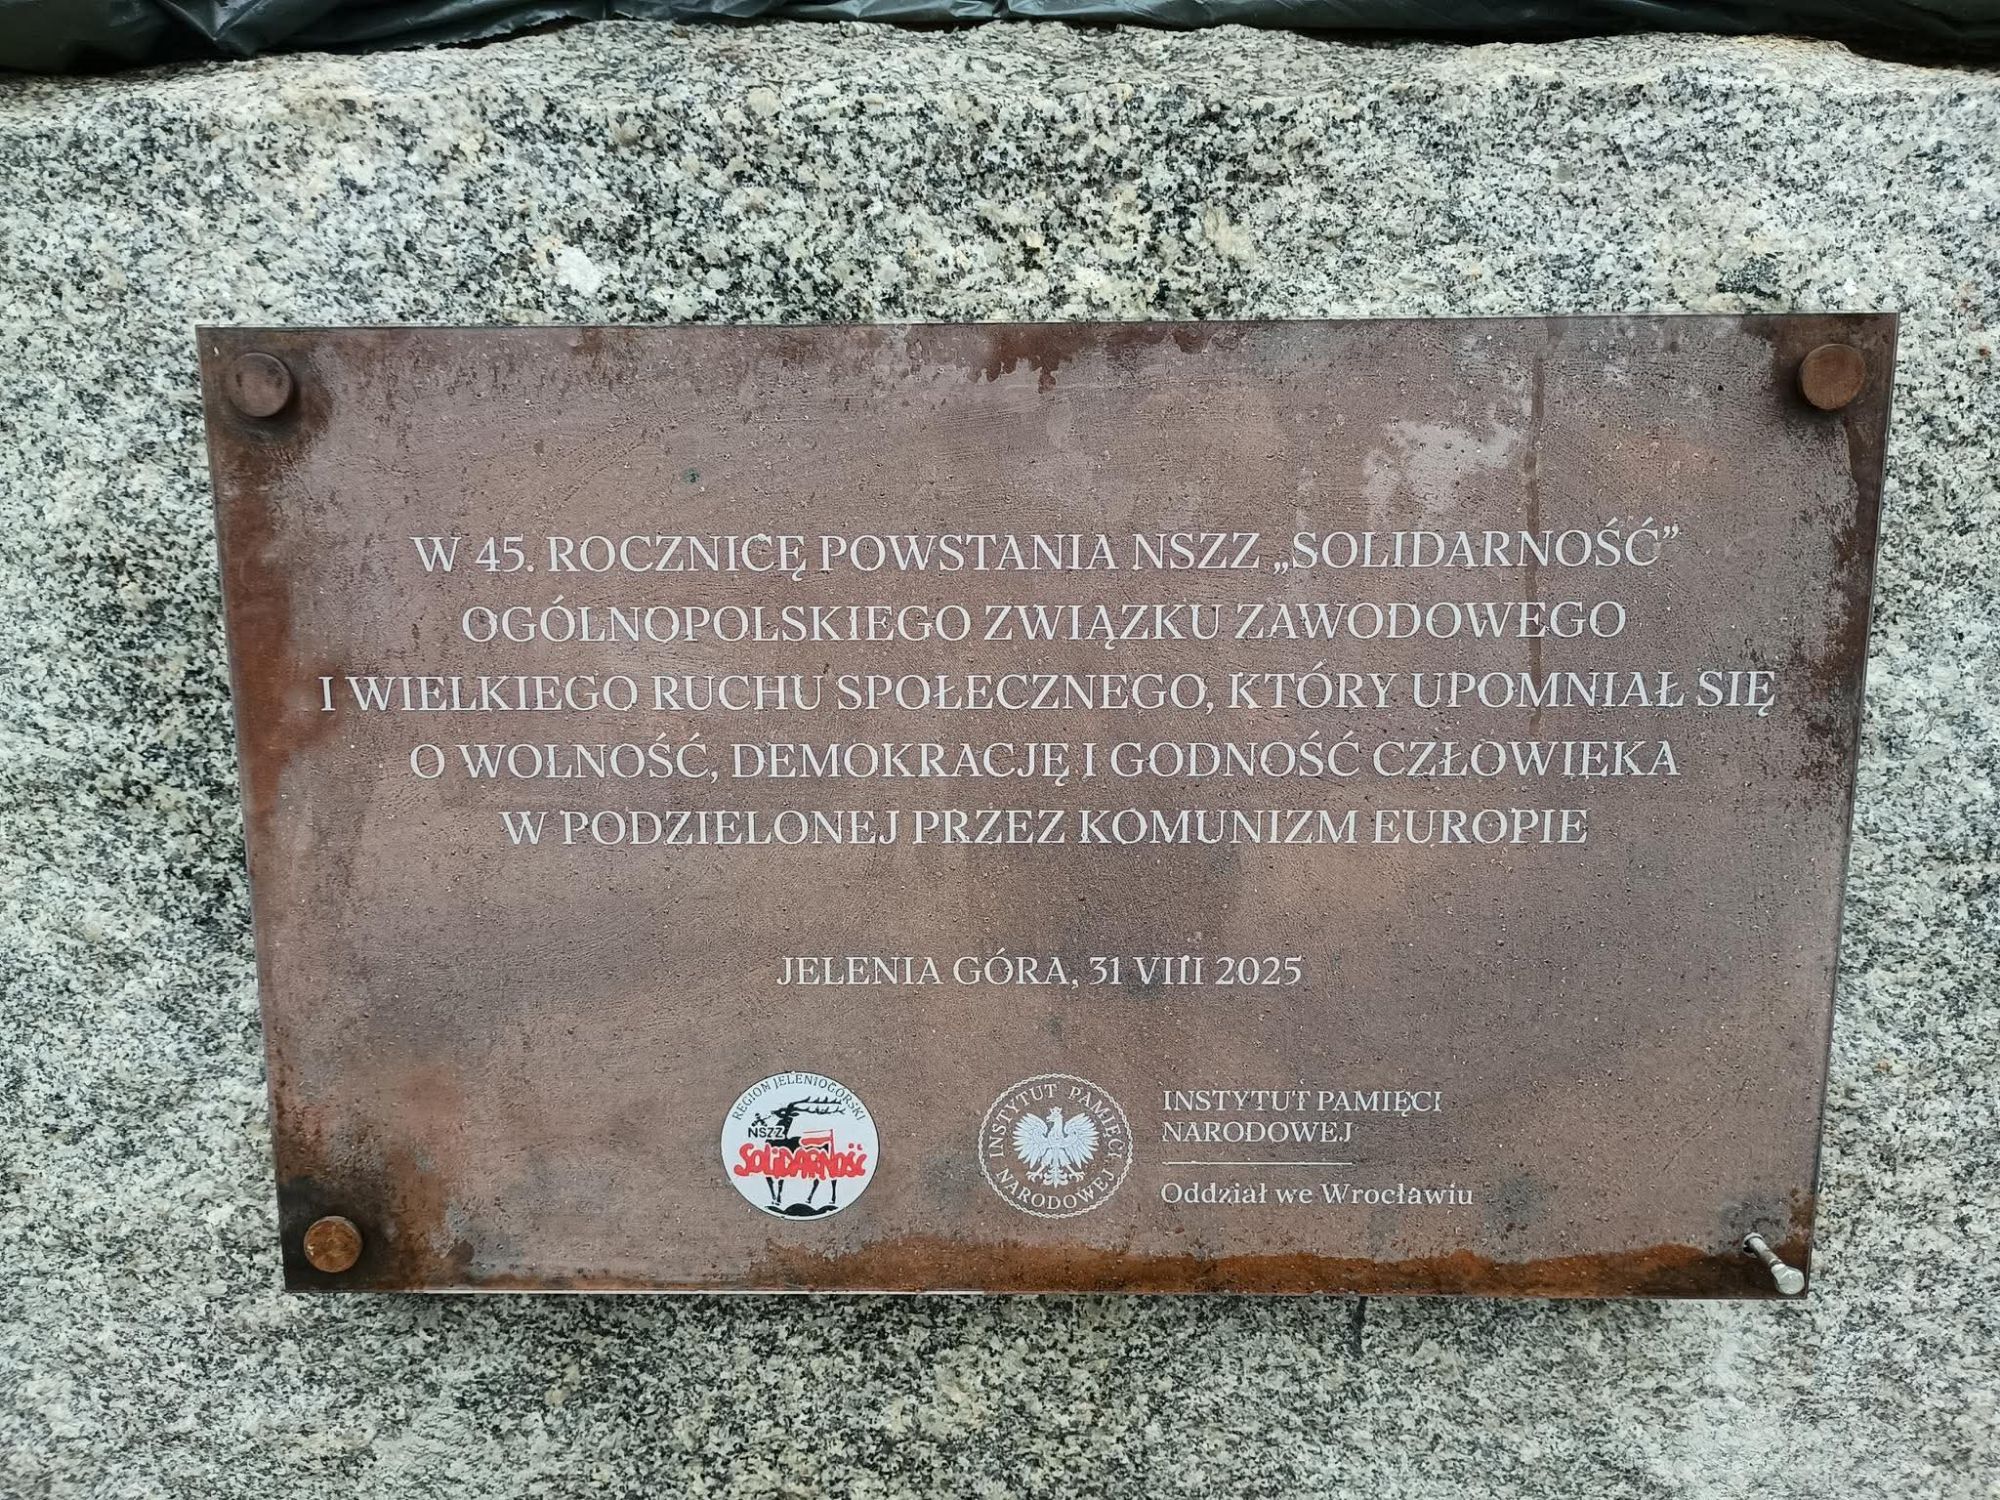 W 45. ROCZNICĘ POWSTANIA NSZZ „SOLIDARNOŚĆ”
OGÓLNOPOLSKIEGO ZWIĄZKU ZAWODOWEGO
I WIELKIEGO RUCHU SPOŁECZNEGO, KTÓRY UPOMNIAŁ SIĘ
O WOLNOŚĆ, DEMOKRACJĘ I GODNOŚĆ CZŁOWIEKA
W PODZIELONEJ PRZEZ KOMUNIZM EUROPIE
JELENIA GÓRA, 31 VIII 2025
REGION JELENIOGÓRSKI
NSZZ
SOLIDARNOŚĆ
INSTYTUT PAMIĘCI NARODOWEJ
INSTYTUT PAMIĘCI
NARODOWEJ
Oddział we Wrocławiu